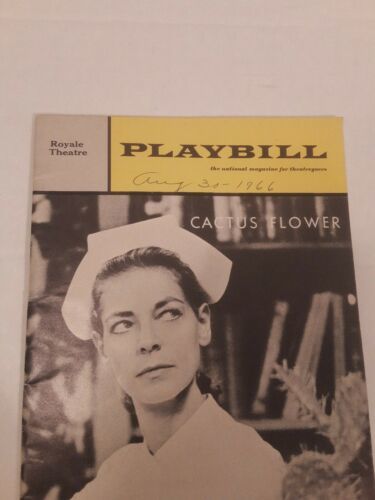 Royale
Theatre
PLAYBILL
the national magazine for theatregoers
Aug 30-1966
CACTUS FLOWER